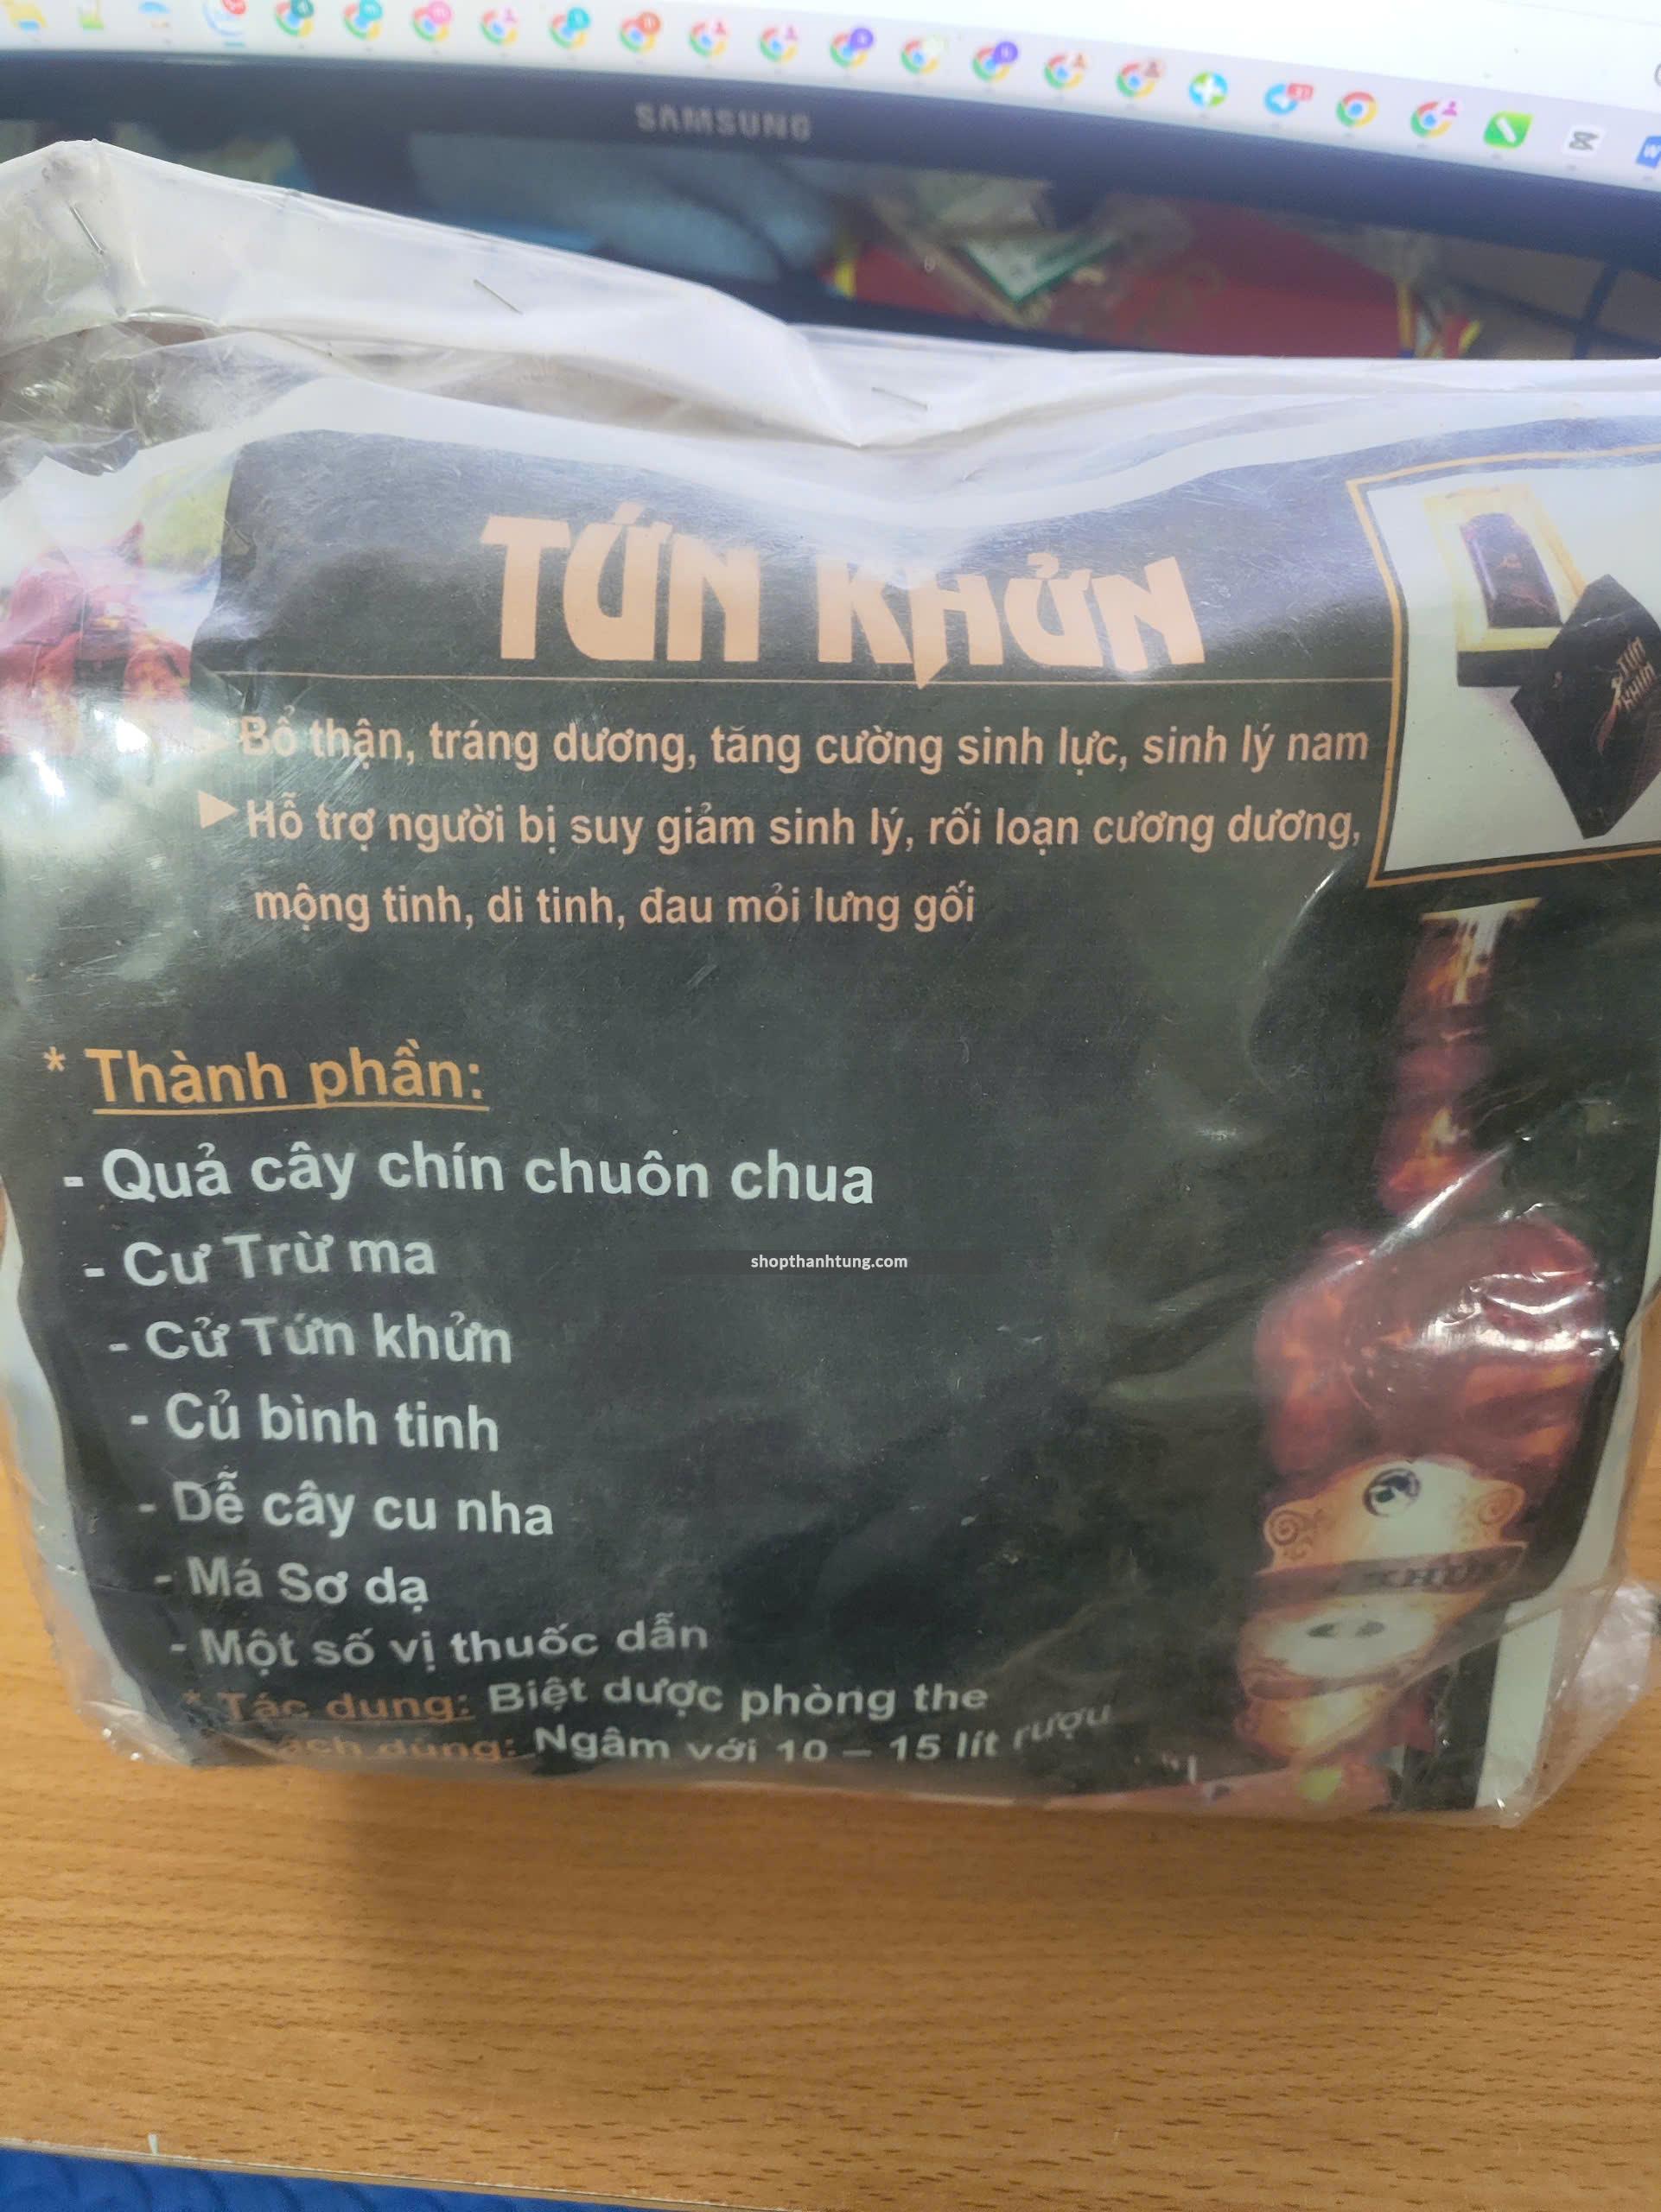 SAMSUNG
TỨN KHỬN
Bổ thận, tráng dương, tăng cường sinh lực, sinh lý nam
Hỗ trợ người bị suy giảm sinh lý, rối loạn cương dương,
mộng tinh, di tinh, đau mỏi lưng gối
* Thành phần:
- Quả cây chín chuôn chua
- Cư Trừ ma
- Cử Tứn khửn
- Củ bình tinh
- Dễ cây cu nha
- Má Sơ dạ
- Một số vị thuốc dẫn
* Tác dụng: Biệt dược phòng the
ách dùng: Ngâm với 10 – 15 lít rượu
shopthanhtung.com